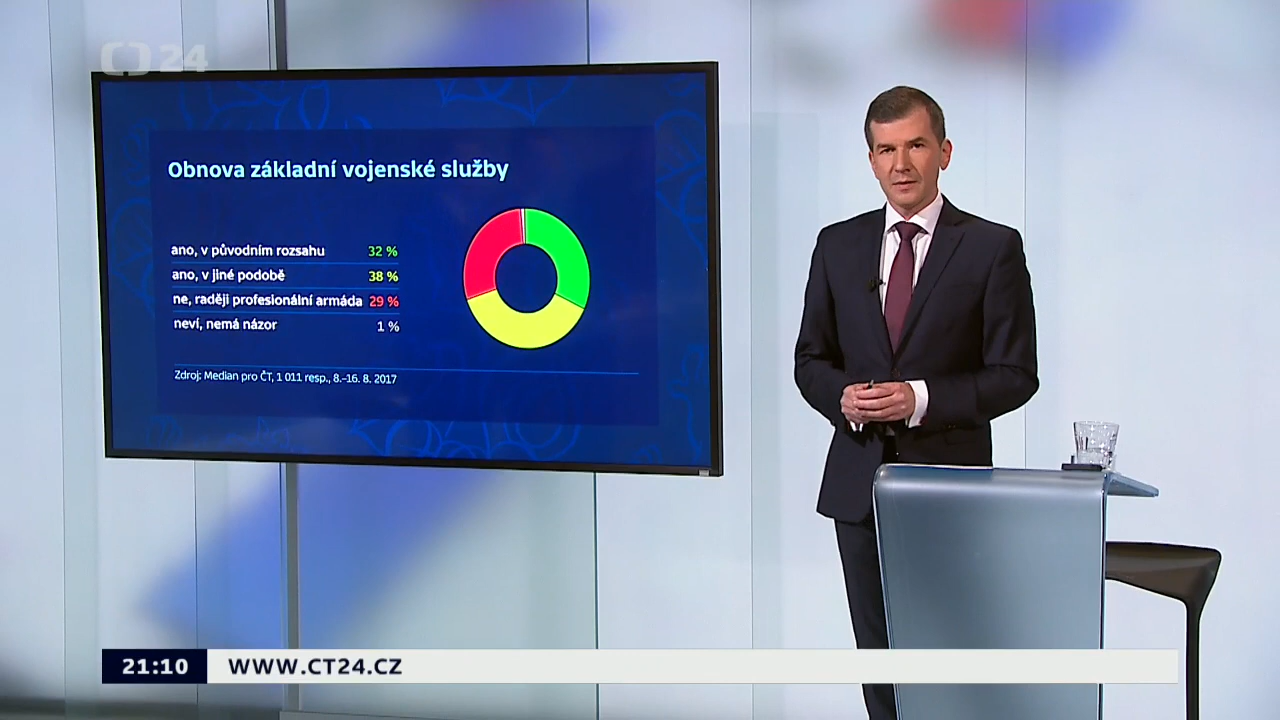 ČT 24
Obnova základní vojenské služby
ano, v původním rozsahu 32 %
ano, v jiné podobě 38 %
ne, raději profesionální armáda 29 %
neví, nemá názor 1 %
Zdroj: Median pro ČT, 1 011 resp., 8.–16. 8. 2017
21:10 WWW.CT24.CZ